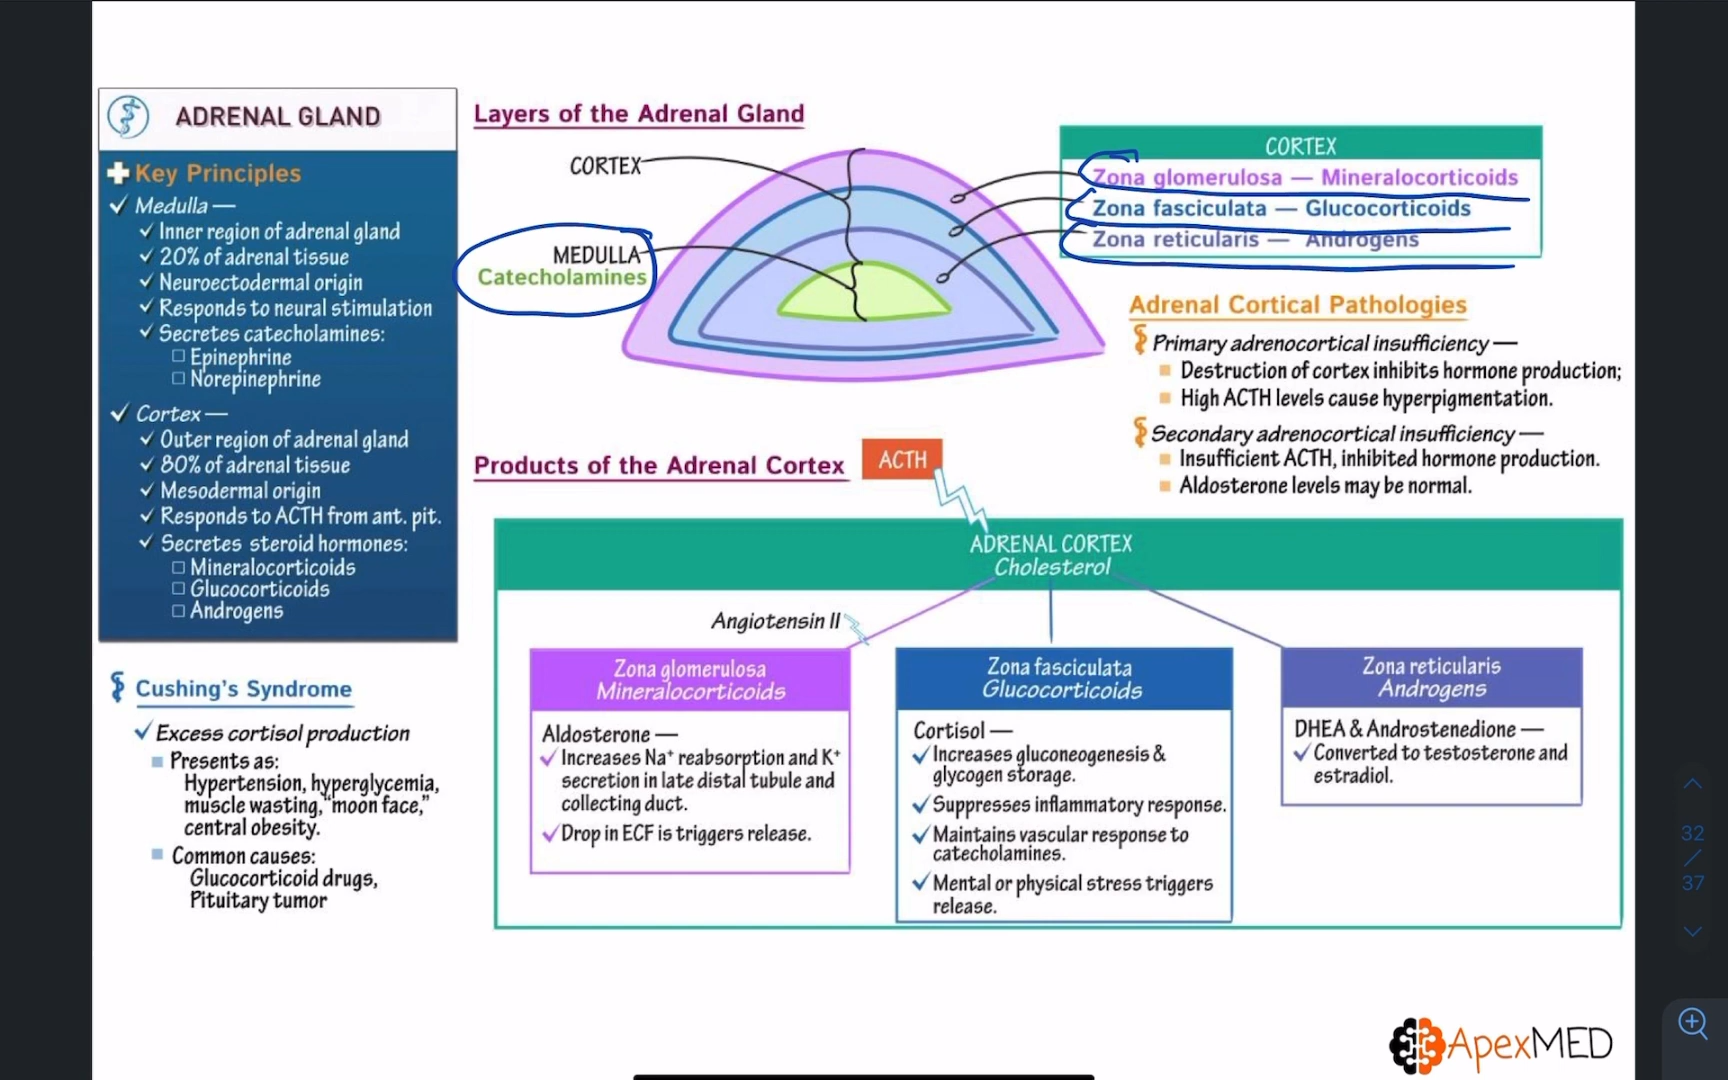 ADRENAL GLAND
Key Principles
Medulla —
Inner region of adrenal gland
20% of adrenal tissue
Neuroectodermal origin
Responds to neural stimulation
Secretes catecholamines:
Epinephrine
Norepinephrine
Cortex —
Outer region of adrenal gland
80% of adrenal tissue
Mesodermal origin
Responds to ACTH from ant. pit.
Secretes steroid hormones:
Mineralocorticoids
Glucocorticoids
Androgens
Cushing's Syndrome
Excess cortisol production
Presents as:
Hypertension, hyperglycemia,
muscle wasting, "moon face,"
central obesity.
Common causes:
Glucocorticoid drugs,
Pituitary tumor
Layers of the Adrenal Gland
CORTEX
MEDULLA
Catecholamines
CORTEX
Zona glomerulosa — Mineralocorticoids
Zona fasciculata — Glucocorticoids
Zona reticularis — Androgens
Adrenal Cortical Pathologies
Primary adrenocortical insufficiency —
Destruction of cortex inhibits hormone production;
High ACTH levels cause hyperpigmentation.
Secondary adrenocortical insufficiency —
Insufficient ACTH, inhibited hormone production.
Aldosterone levels may be normal.
Products of the Adrenal Cortex
ACTH
ADRENAL CORTEX
Cholesterol
Angiotensin II
Zona glomerulosa
Mineralocorticoids
Aldosterone —
Increases Na⁺ reabsorption and K⁺
secretion in late distal tubule and
collecting duct.
Drop in ECF is triggers release.
Zona fasciculata
Glucocorticoids
Cortisol —
Increases gluconeogenesis &
glycogen storage.
Suppresses inflammatory response.
Maintains vascular response to
catecholamines.
Mental or physical stress triggers
release.
Zona reticularis
Androgens
DHEA & Androstenedione —
Converted to testosterone and
estradiol.
32
/
37
ApexMED